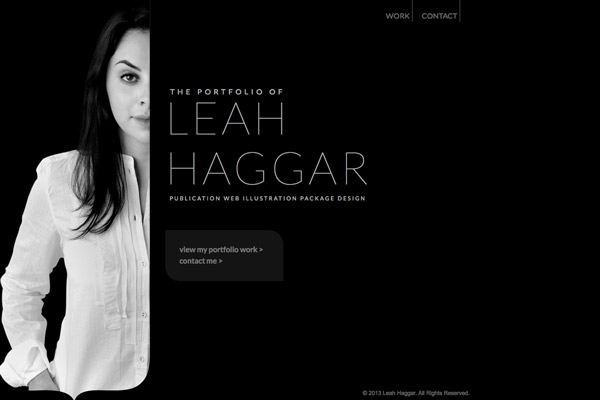 WORK
CONTACT
THE PORTFOLIO OF
LEAH
HAGGAR
PUBLICATION WEB ILLUSTRATION PACKAGE DESIGN
view my portfolio work >
contact me >
© 2013 Leah Haggar. All Rights Reserved.